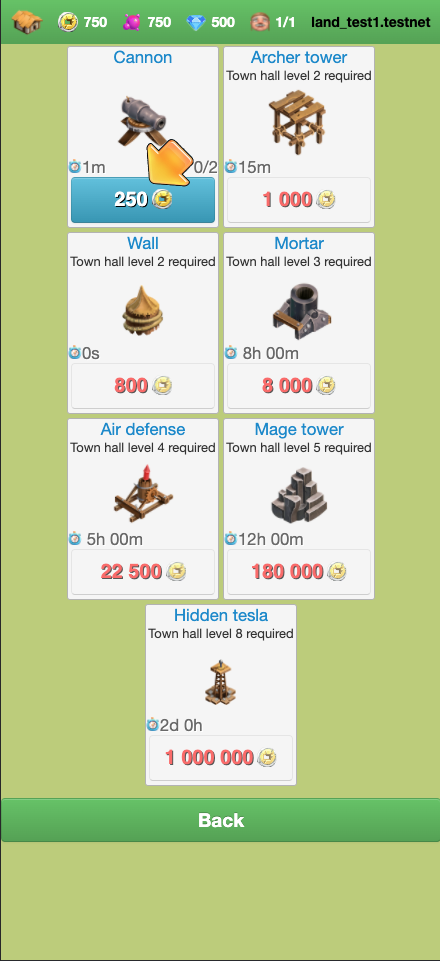 750 750 500 1/1 land_test1.testnet
Cannon
1m 0/2
250
Archer tower
Town hall level 2 required
15m
1 000
Wall
Town hall level 2 required
0s
800
Mortar
Town hall level 3 required
8h 00m
8 000
Air defense
Town hall level 4 required
5h 00m
22 500
Mage tower
Town hall level 5 required
12h 00m
180 000
Hidden tesla
Town hall level 8 required
2d 0h
1 000 000
Back